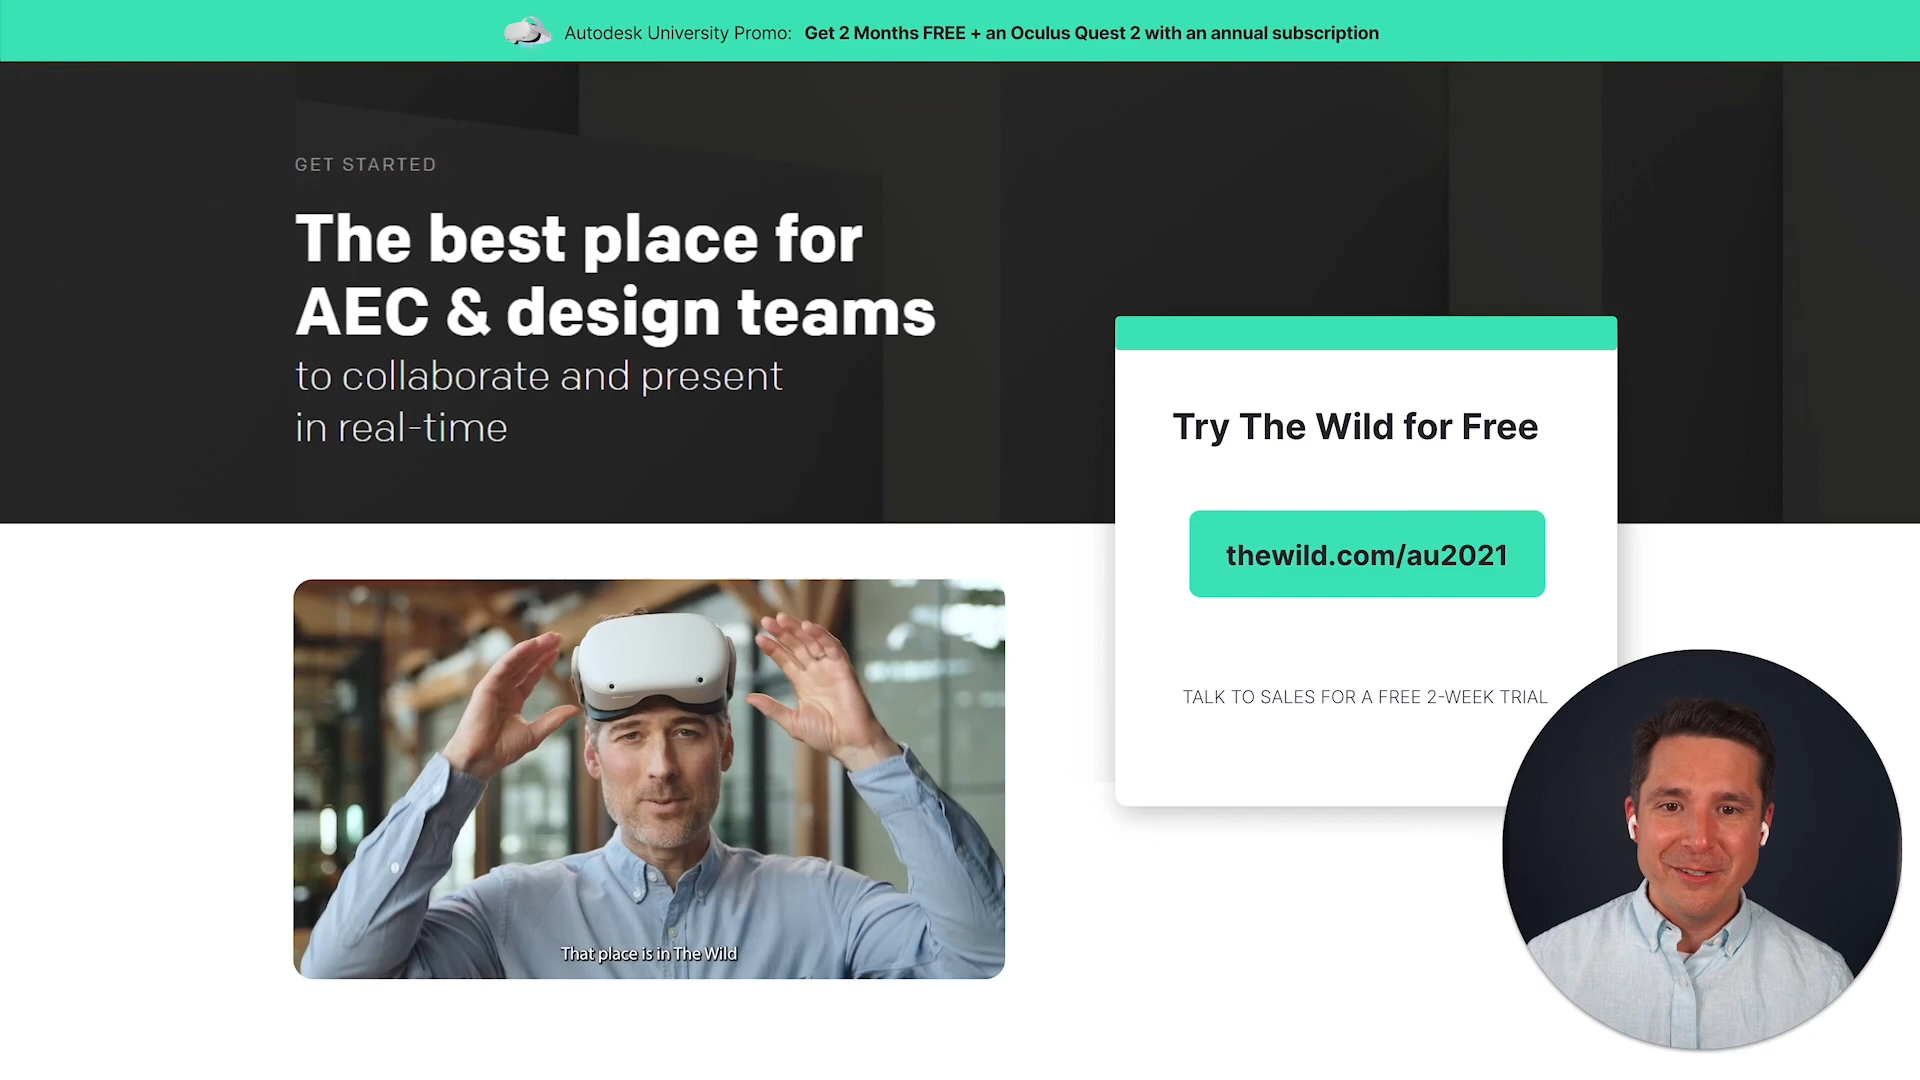 Autodesk University Promo: Get 2 Months FREE + an Oculus Quest 2 with an annual subscription
GET STARTED
The best place for
AEC & design teams
to collaborate and present
in real-time
Try The Wild for Free
thewild.com/au2021
TALK TO SALES FOR A FREE 2-WEEK TRIAL
That place is in The Wild